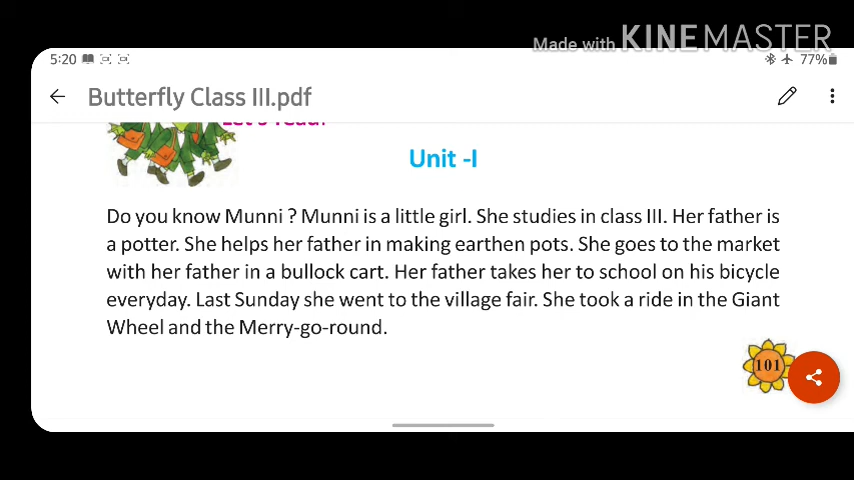 Made with KINEMASTER
5:20 77%
Butterfly Class III.pdf
Let's read!
Unit -I
Do you know Munni ? Munni is a little girl. She studies in class III. Her father is
a potter. She helps her father in making earthen pots. She goes to the market
with her father in a bullock cart. Her father takes her to school on his bicycle
everyday. Last Sunday she went to the village fair. She took a ride in the Giant
Wheel and the Merry-go-round.
101